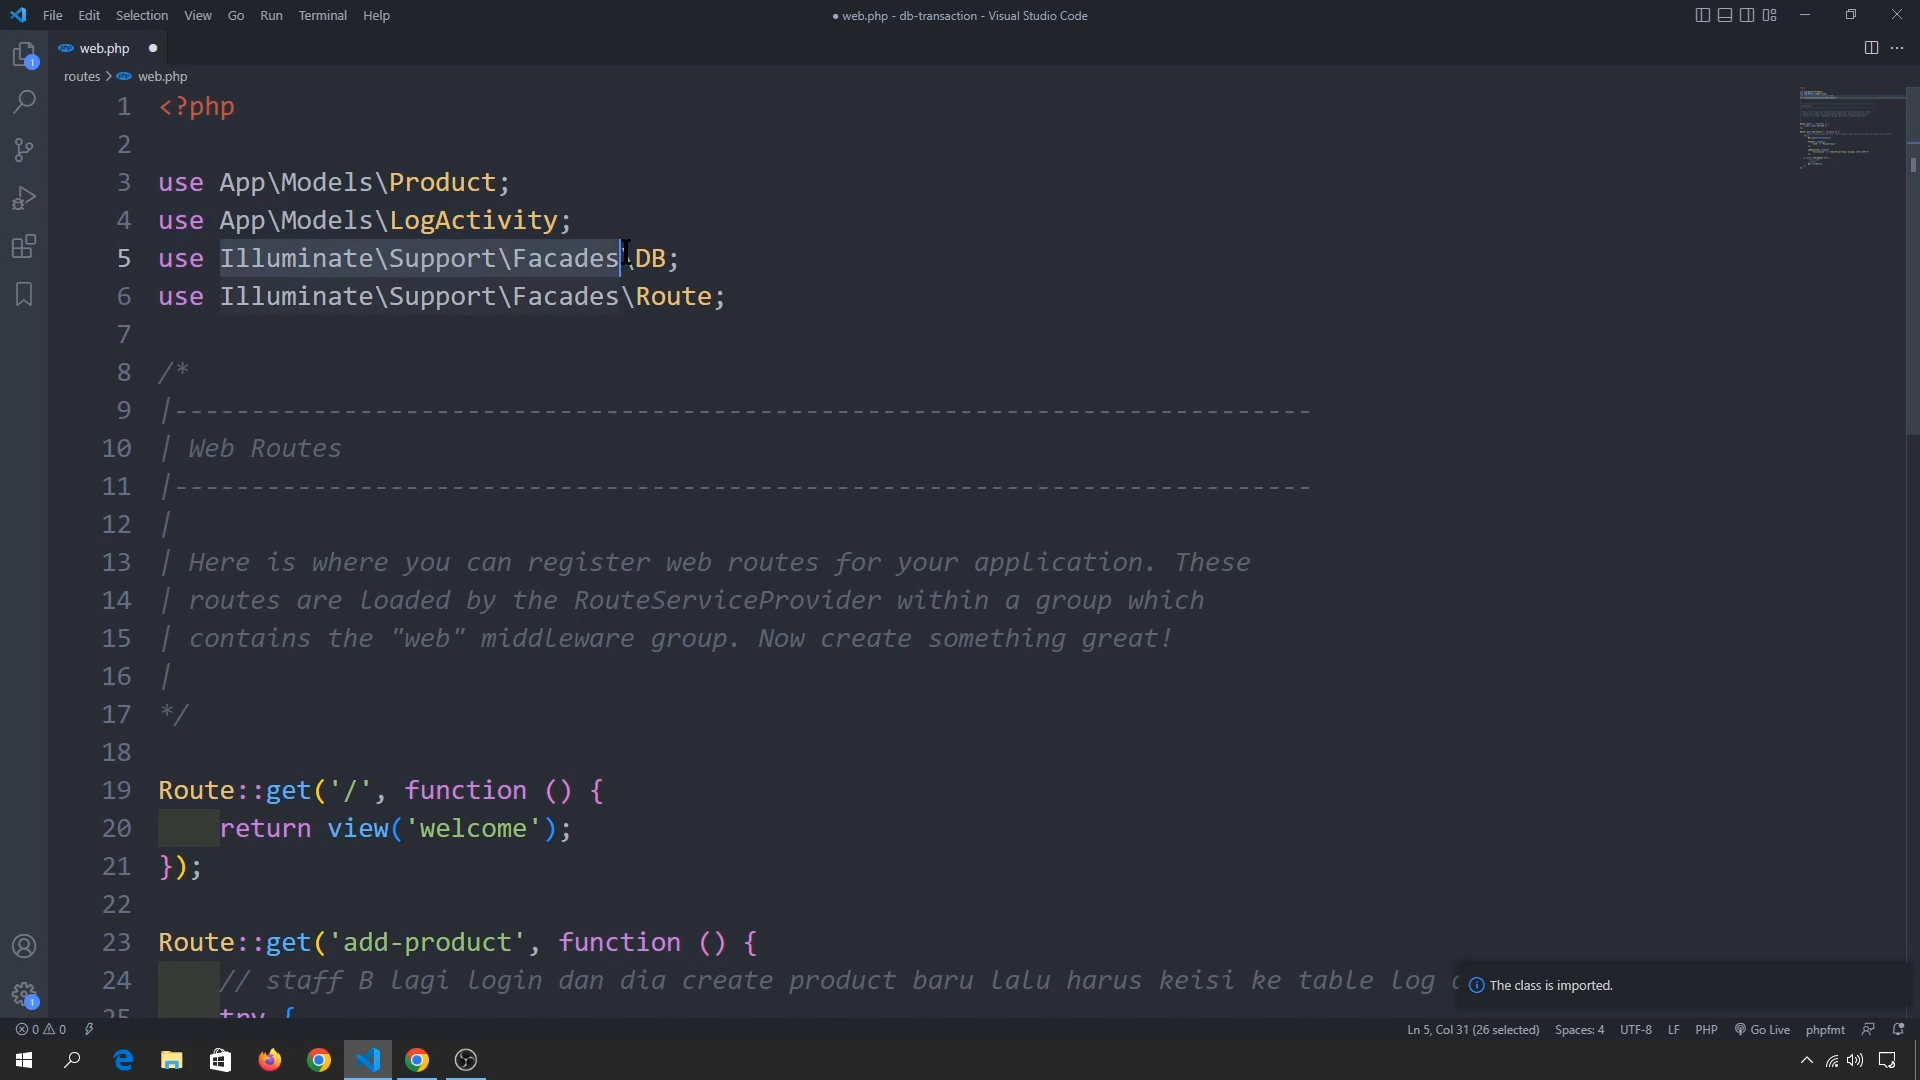 File Edit Selection View Go Run Terminal Help
● web.php - db-transaction - Visual Studio Code
web.php
routes > web.php
1 <?php
2
3 use App\Models\Product;
4 use App\Models\LogActivity;
5 use Illuminate\Support\Facades\DB;
6 use Illuminate\Support\Facades\Route;
7
8 /*
9 |--------------------------------------------------------------------------
10 | Web Routes
11 |--------------------------------------------------------------------------
12 |
13 | Here is where you can register web routes for your application. These
14 | routes are loaded by the RouteServiceProvider within a group which
15 | contains the "web" middleware group. Now create something great!
16 |
17 */
18
19 Route::get('/', function () {
20 return view('welcome');
21 });
22
23 Route::get('add-product', function () {
24 // staff B lagi login dan dia create product baru lalu harus keisi ke table log
25 try {
The class is imported.
0 0
Ln 5, Col 31 (26 selected) Spaces: 4 UTF-8 LF PHP Go Live phpfmt
1
1